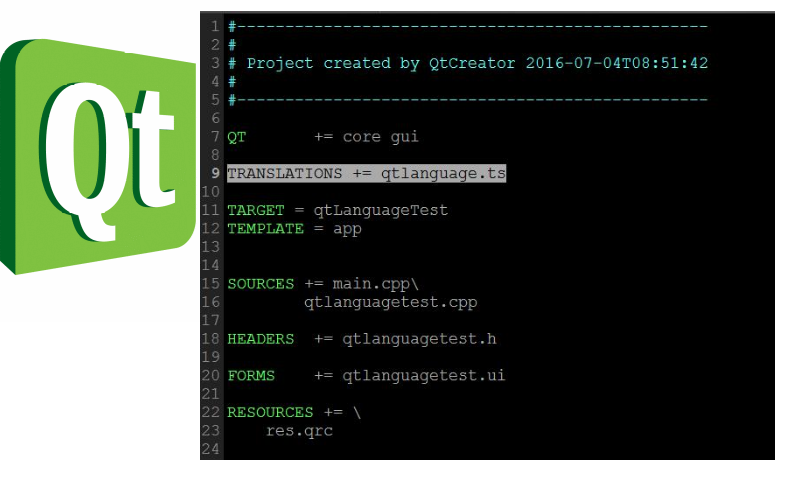 Qt
1 #-------------------------------------------------
2 #
3 # Project created by QtCreator 2016-07-04T08:51:42
4 #
5 #-------------------------------------------------
6
7 QT       += core gui
8
9 TRANSLATIONS += qtlanguage.ts
10
11 TARGET = qtLanguageTest
12 TEMPLATE = app
13
14
15 SOURCES += main.cpp\
16         qtlanguagetest.cpp
17
18 HEADERS  += qtlanguagetest.h
19
20 FORMS    += qtlanguagetest.ui
21
22 RESOURCES += \
23     res.qrc
24